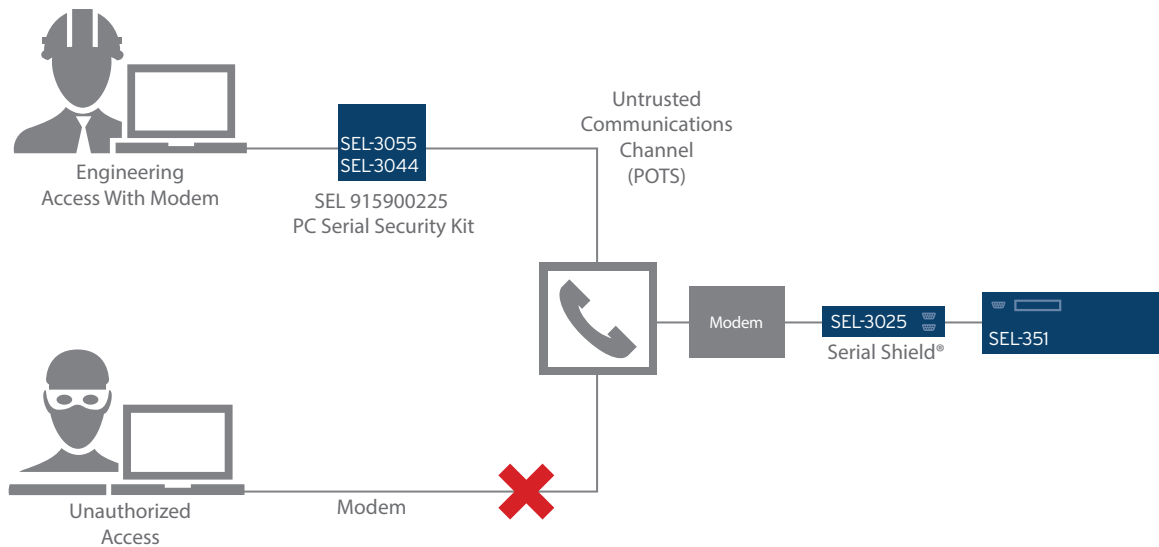 SEL-3055
SEL-3044
Engineering
Access With Modem
SEL 915900225
PC Serial Security Kit
Untrusted
Communications
Channel
(POTS)
Modem
SEL-3025
Serial Shield®
SEL-351
Modem
Unauthorized
Access